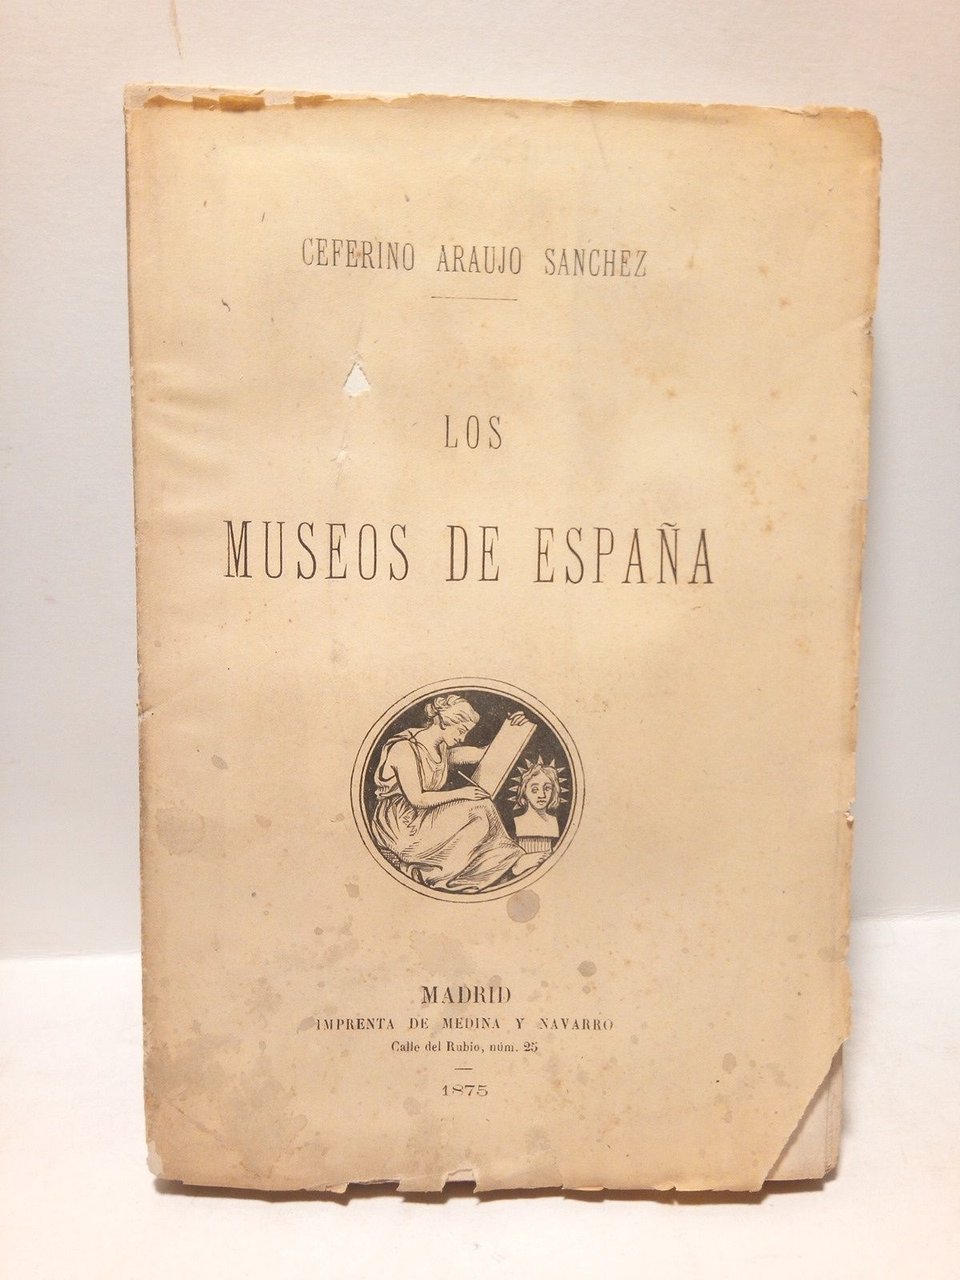 CEFERINO ARAUJO SANCHEZ
LOS
MUSEOS DE ESPAÑA
MADRID
IMPRENTA DE MEDINA Y NAVARRO
Calle del Rubio, núm. 25
1875